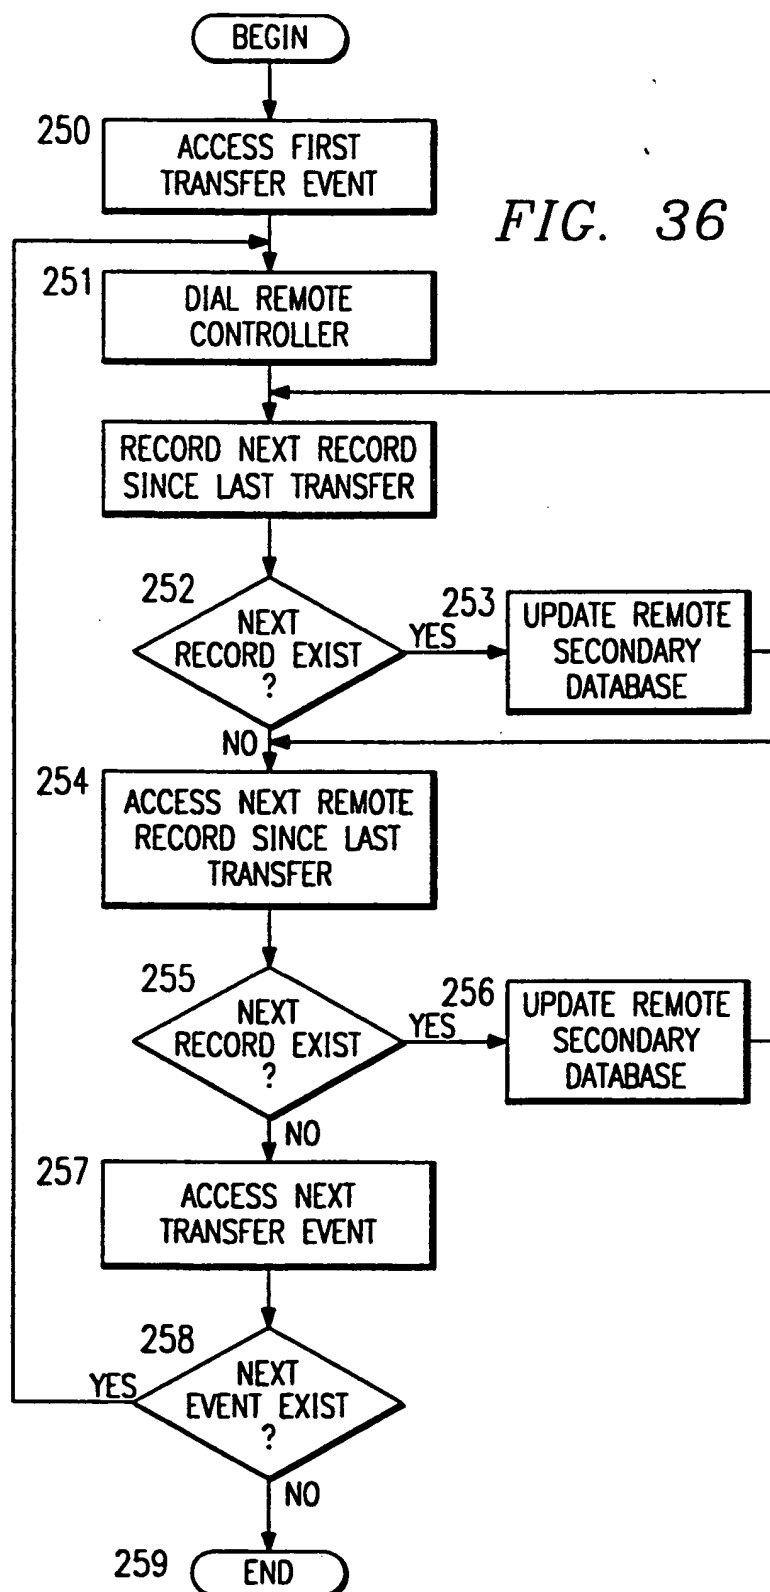 BEGIN
250
ACCESS FIRST
TRANSFER EVENT
FIG. 36
251
DIAL REMOTE
CONTROLLER
RECORD NEXT RECORD
SINCE LAST TRANSFER
252
NEXT
RECORD EXIST
?
YES
253
UPDATE REMOTE
SECONDARY
DATABASE
NO
254
ACCESS NEXT REMOTE
RECORD SINCE LAST
TRANSFER
255
NEXT
RECORD EXIST
?
YES
256
UPDATE REMOTE
SECONDARY
DATABASE
NO
257
ACCESS NEXT
TRANSFER EVENT
258
YES
NEXT
EVENT EXIST
?
NO
259
END